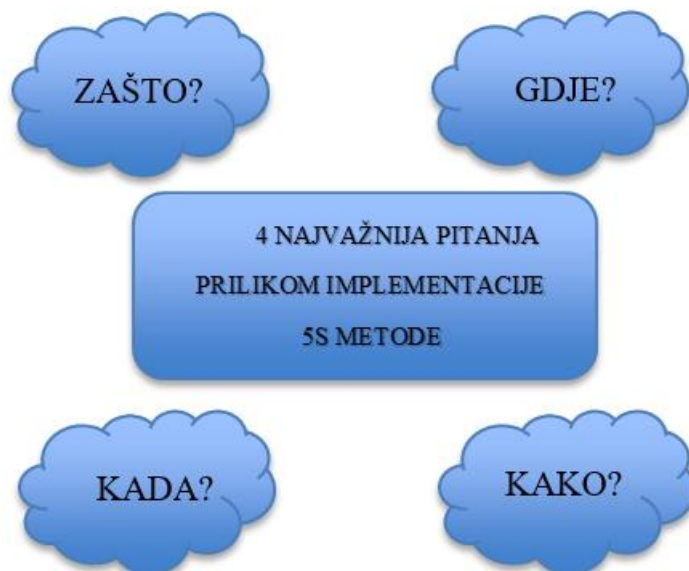 ZAŠTO?
GDJE?
4 NAJVAŽNIJA PITANJA
PRILIKOM IMPLEMENTACIJE
5S METODE
KADA?
KAKO?